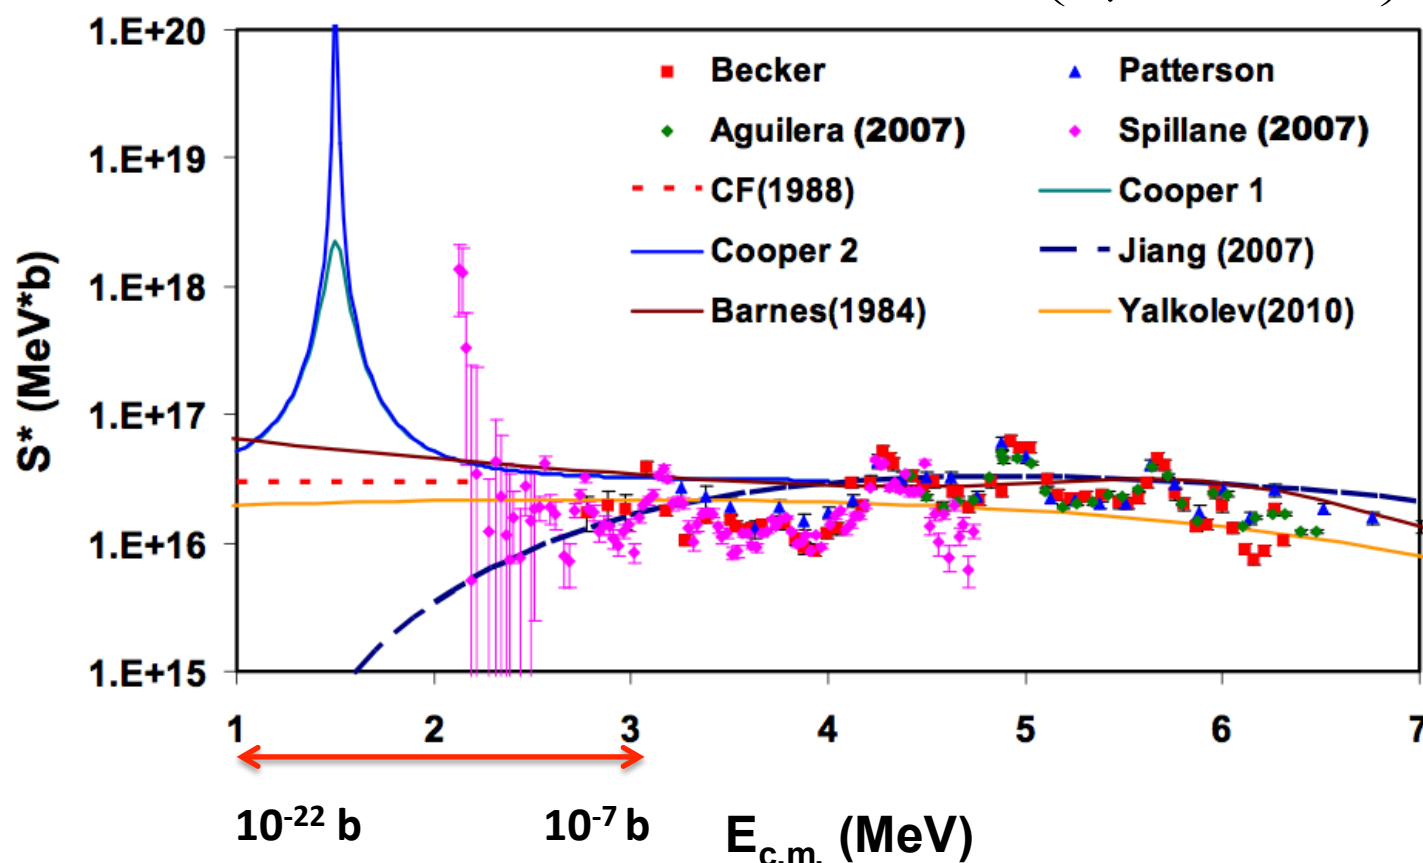 1.E+20
1.E+19
1.E+18
1.E+17
1.E+16
1.E+15
S* (MeV*b)
Becker
Patterson
Aguilera (2007)
Spillane (2007)
CF(1988)
Cooper 1
Cooper 2
Jiang (2007)
Barnes(1984)
Yalkolev(2010)
1 2 3 4 5 6 7
10-22 b 10-7 b
Ec.m. (MeV)